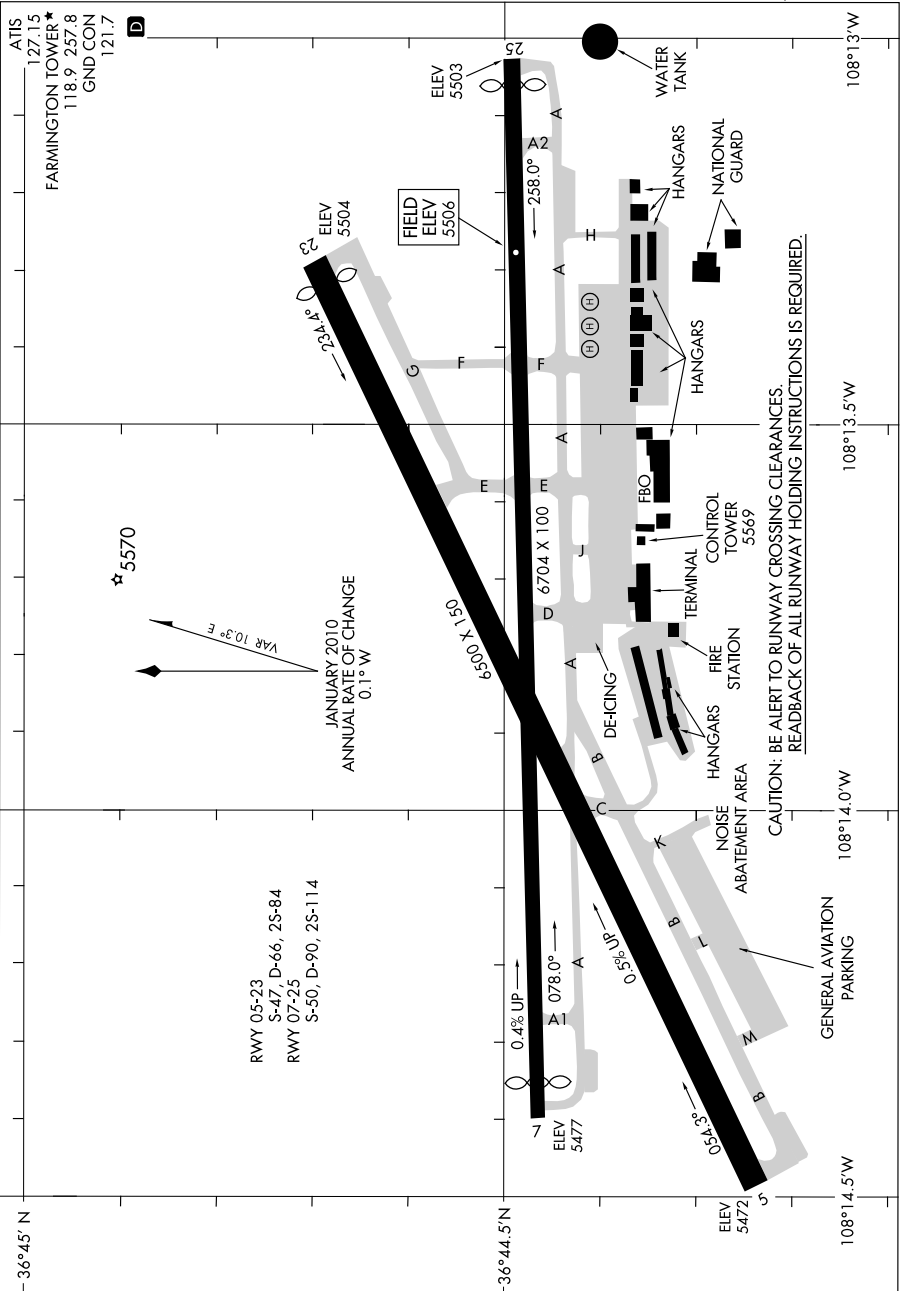 ATIS
127.15
FARMINGTON TOWER★
118.9 257.8
GND CON
121.7
D
36°45' N
36°44.5'N
108°14.5'W
108°14.0'W
108°13.5'W
108°13'W
RWY 05-23
S-47, D-66, 2S-84
RWY 07-25
S-50, D-90, 2S-114
VAR 10.3° E
JANUARY 2010
ANNUAL RATE OF CHANGE
0.1° W
5570
23
ELEV
5504
234.4°
FIELD
ELEV
5506
25
ELEV
5503
258.0°
A2
A
A
A
A
A
A1
H
H
H
H
G
F
F
E
E
J
D
B
C
K
B
L
M
B
6500 X 150
6704 X 100
0.4% UP
078.0°
7
ELEV
5477
0.5% UP
054.3°
5
ELEV
5472
WATER
TANK
HANGARS
NATIONAL
GUARD
HANGARS
FBO
CONTROL
TOWER
5569
TERMINAL
FIRE
STATION
DE-ICING
HANGARS
NOISE
ABATEMENT AREA
GENERAL AVIATION
PARKING
CAUTION: BE ALERT TO RUNWAY CROSSING CLEARANCES.
READBACK OF ALL RUNWAY HOLDING INSTRUCTIONS IS REQUIRED.